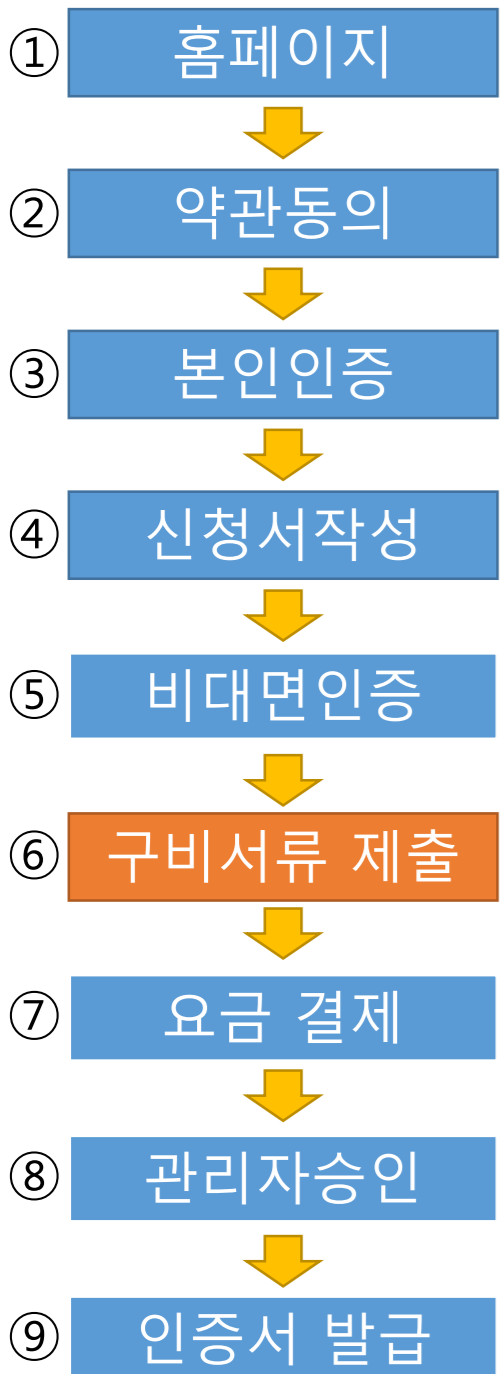 ① 홈페이지
② 약관동의
③ 본인인증
④ 신청서작성
⑤ 비대면인증
⑥ 구비서류 제출
⑦ 요금 결제
⑧ 관리자승인
⑨ 인증서 발급